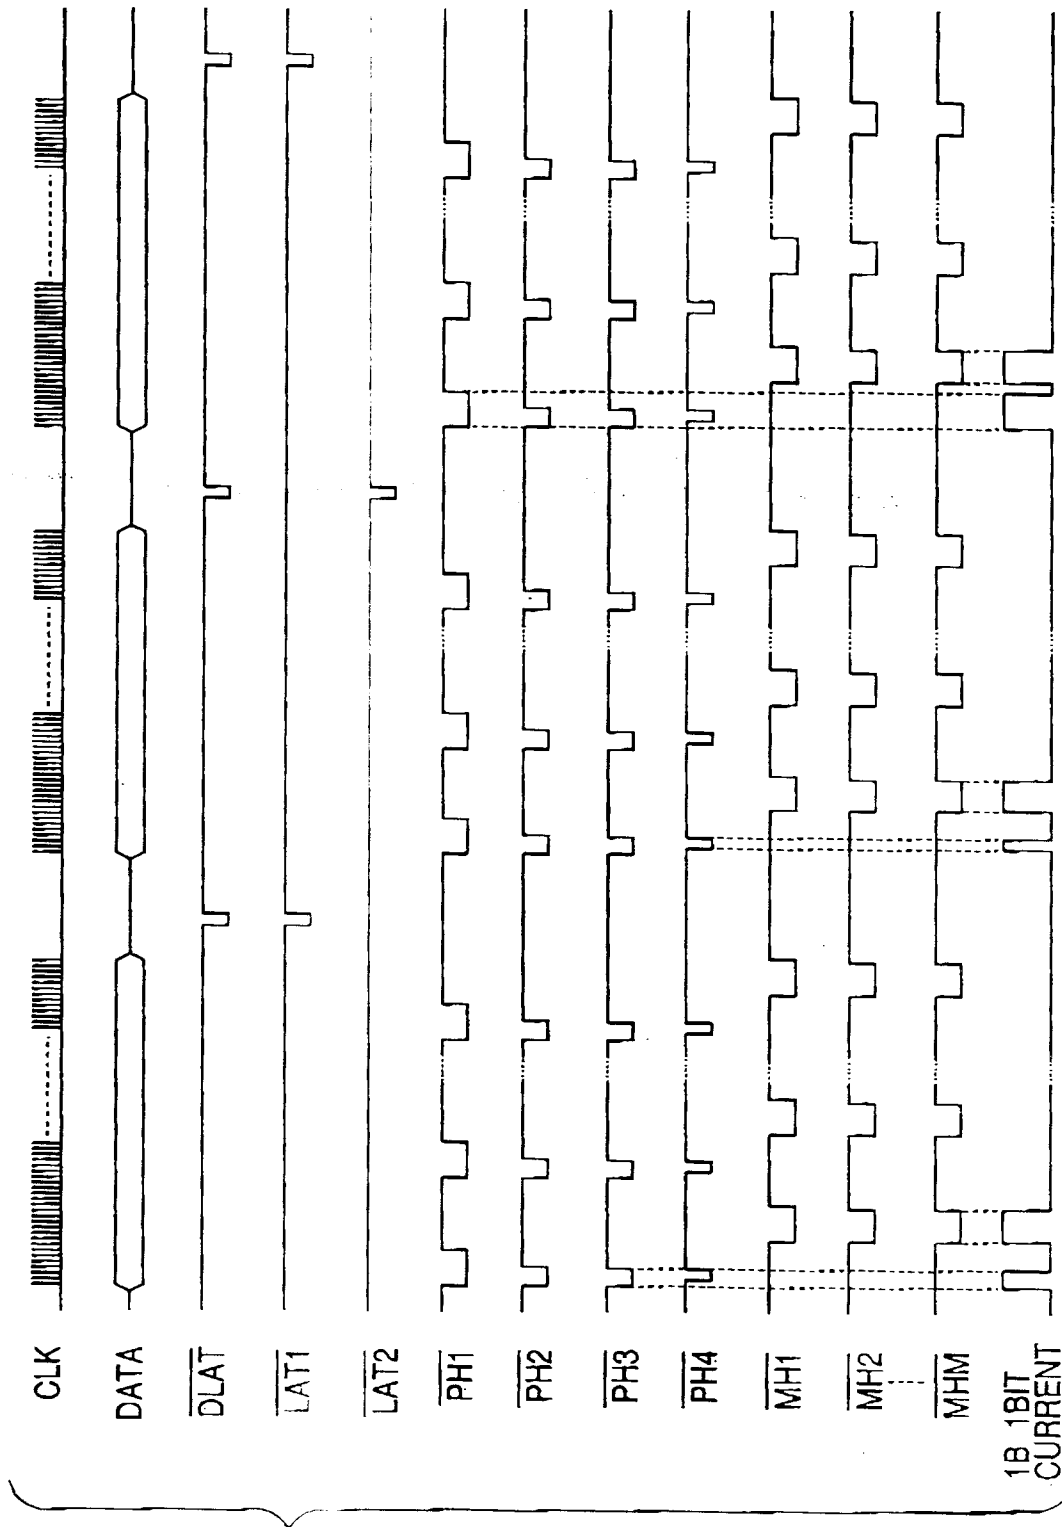 CLK
DATA
DLAT
LAT1
LAT2
PH1
PH2
PH3
PH4
MH1
MH2
MHM
1B 1BIT
CURRENT